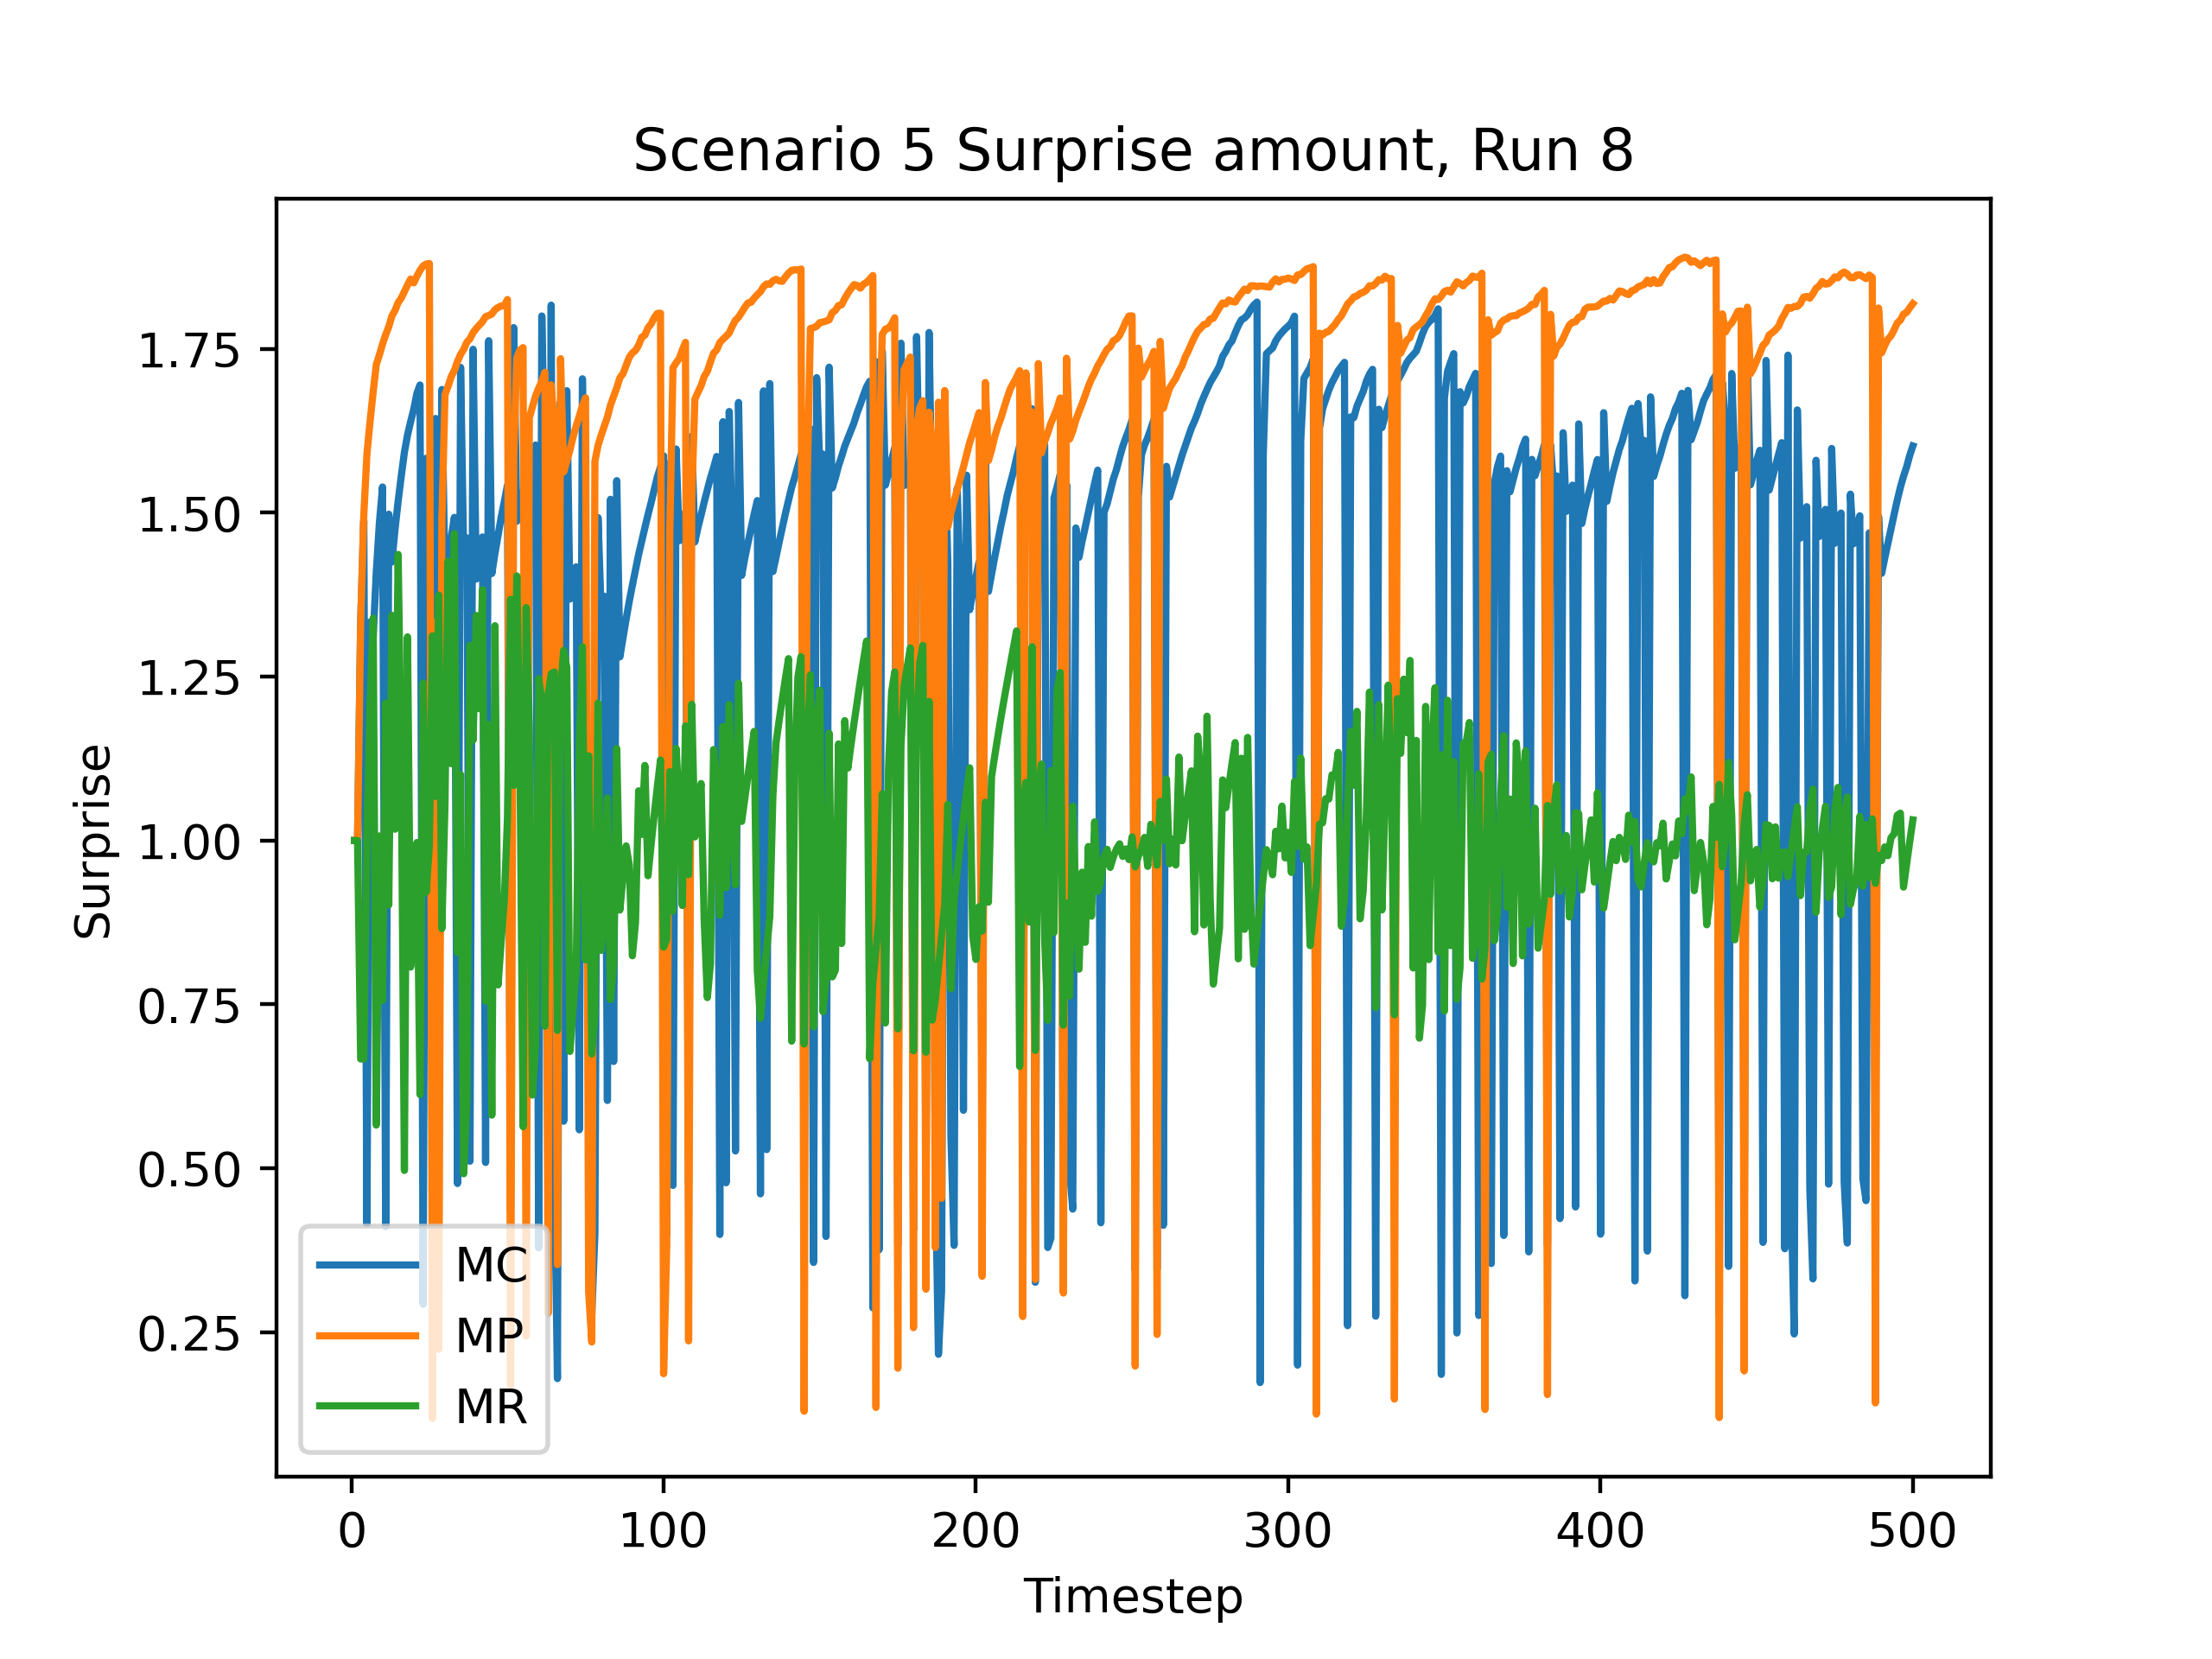 Scenario 5 Surprise amount, Run 8
Surprise
1.75
1.50
1.25
1.00
0.75
0.50
0.25
MC
MP
MR
0 100 200 300 400 500
Timestep